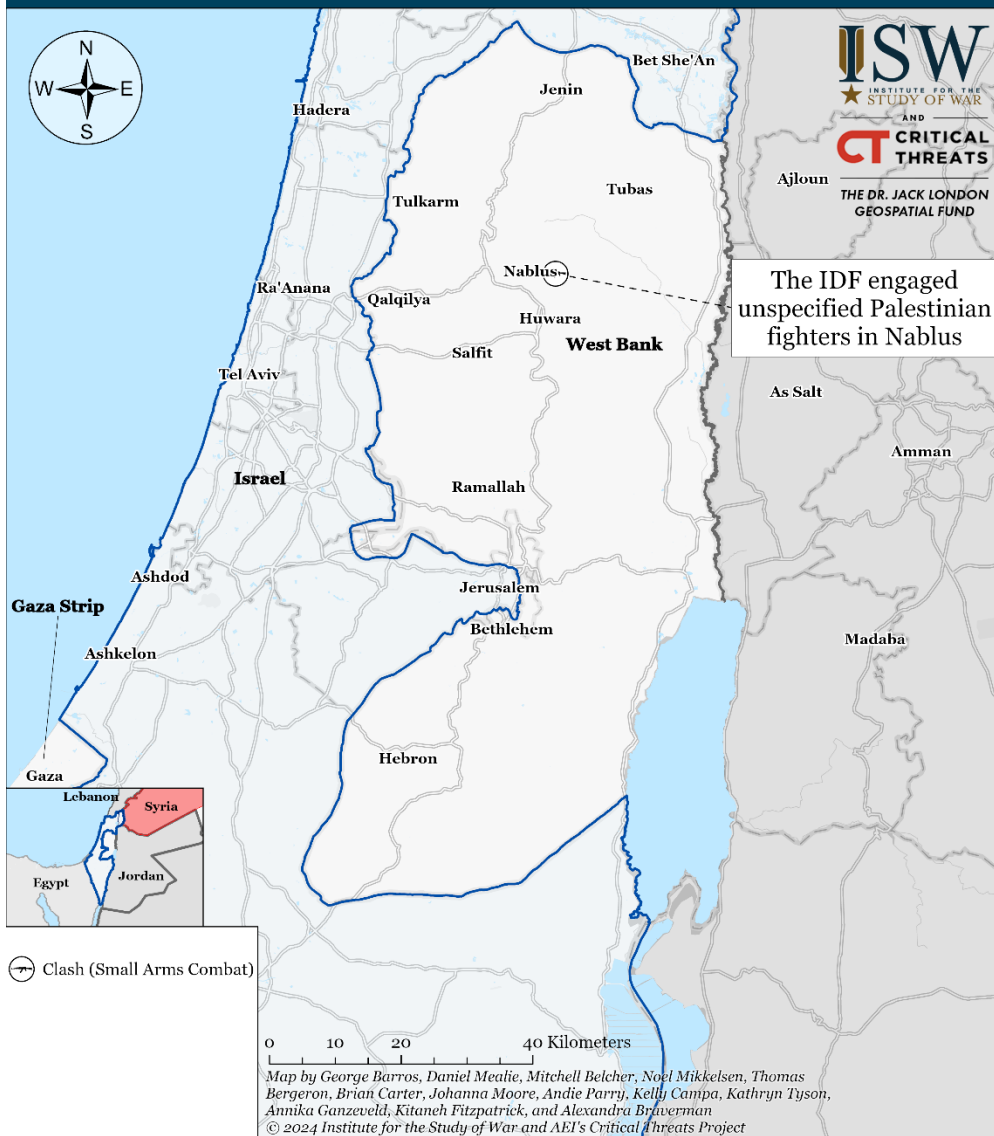 N
W
E
S
ISW
INSTITUTE FOR THE
STUDY OF WAR
AND
CT CRITICAL
THREATS
THE DR. JACK LONDON
GEOSPATIAL FUND
Bet She'An
Jenin
Hadera
Ajloun
Tubas
Tulkarm
Nablus
The IDF engaged
unspecified Palestinian
fighters in Nablus
Ra'Anana
Qalqilya
Huwara
West Bank
Salfit
Tel Aviv
As Salt
Amman
Israel
Ramallah
Ashdod
Jerusalem
Gaza Strip
Bethlehem
Madaba
Ashkelon
Hebron
Gaza
Lebanon
Syria
Egypt
Jordan
Clash (Small Arms Combat)
0 10 20 40 Kilometers
Map by George Barros, Daniel Mealie, Mitchell Belcher, Noel Mikkelsen, Thomas
Bergeron, Brian Carter, Johanna Moore, Andie Parry, Kelly Campa, Kathryn Tyson,
Annika Ganzeveld, Kitaneh Fitzpatrick, and Alexandra Braverman
© 2024 Institute for the Study of War and AEI's Critical Threats Project